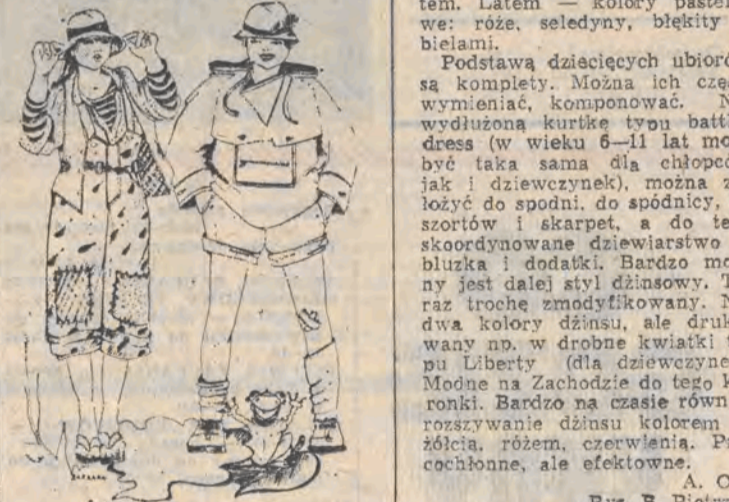 tem. Latem — kolory pastel
we: róże, seledyny, błękity
bielami.
Podstawą dziecięcych ubioró
są komplety. Można ich czę
wymieniać, komponować. N
wydłużoną kurtkę typu battl
dress (w wieku 6—11 lat mo
być taka sama dla chłopcó
jak i dziewczynek), można z
łożyć do spodni. do spódnicy,
szortów i skarpet, a do te
skoordynowane dziewiarstwo
bluzka i dodatki. Bardzo mo
ny jest dalej styl dżinsowy. T
raz trochę zmodyfikowany. N
dwa kolory dżinsu, ale druk
wany np. w drobne kwiatki t
pu Liberty (dla dziewczyne
Modne na Zachodzie do tego k
ronki. Bardzo na czasie równ
rozszywanie dżinsu kolorem
żółcią, różem, czerwienią. Pr
cochłonne, ale efektowne.
A. O